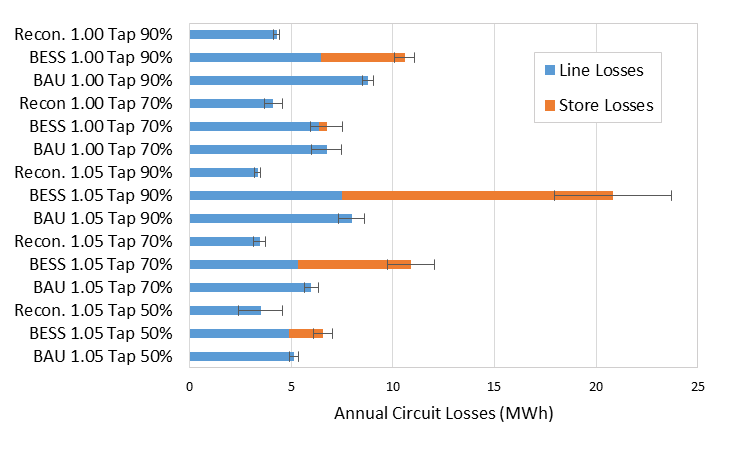 Recon. 1.00 Tap 90%
BESS 1.00 Tap 90%
BAU 1.00 Tap 90%
Recon 1.00 Tap 70%
BESS 1.00 Tap 70%
BAU 1.00 Tap 70%
Recon. 1.05 Tap 90%
BESS 1.05 Tap 90%
BAU 1.05 Tap 90%
Recon. 1.05 Tap 70%
BESS 1.05 Tap 70%
BAU 1.05 Tap 70%
Recon. 1.05 Tap 50%
BESS 1.05 Tap 50%
BAU 1.05 Tap 50%
Line Losses
Store Losses
0 5 10 15 20 25
Annual Circuit Losses (MWh)